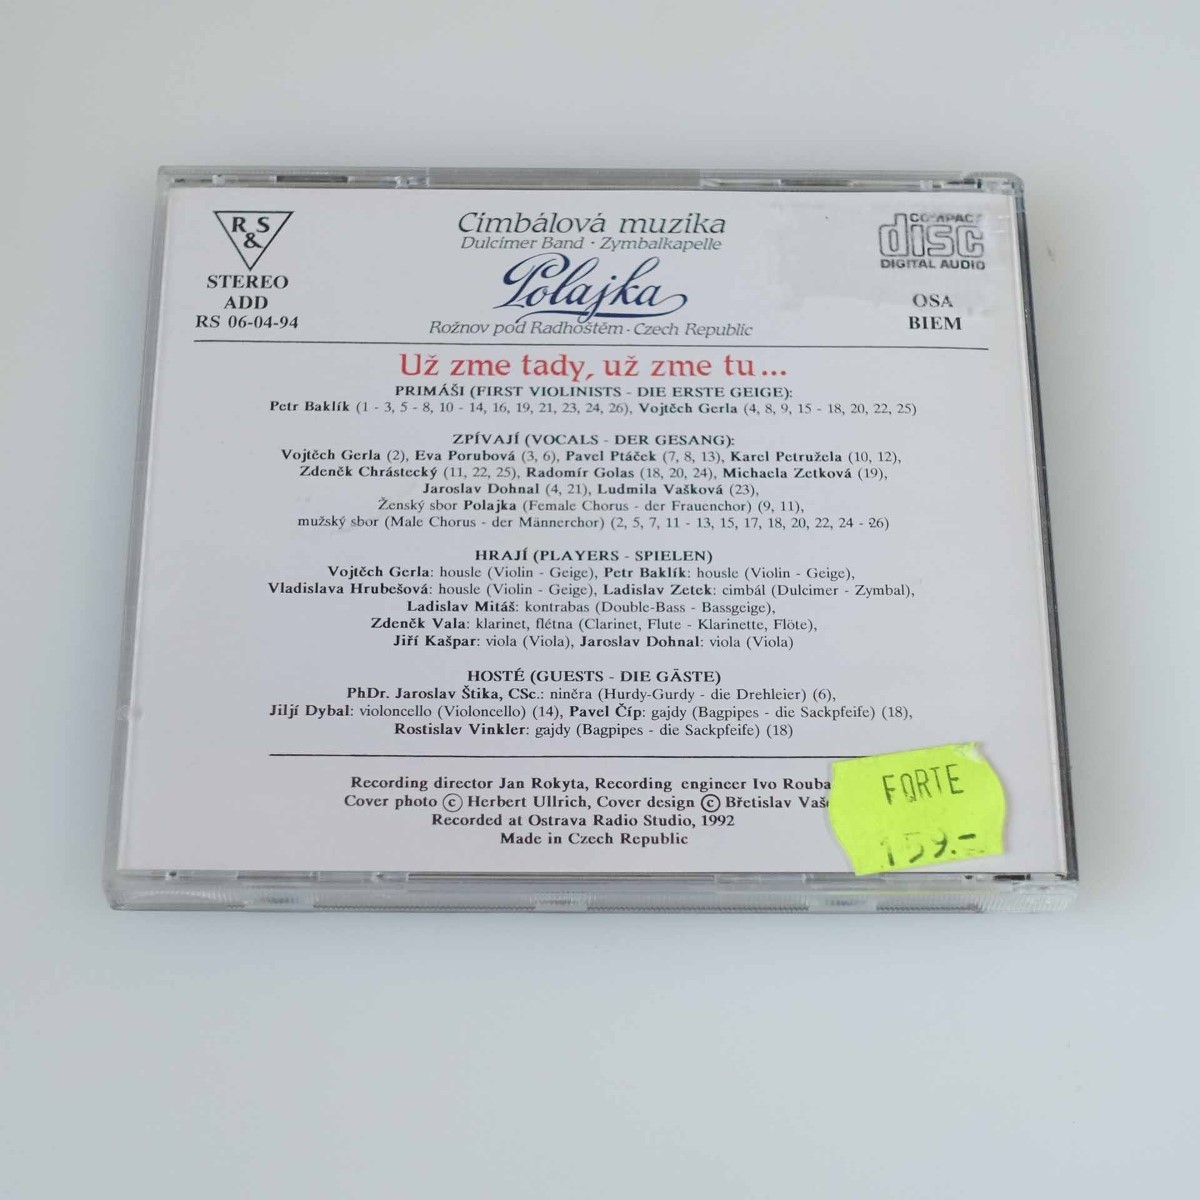 R S
&
STEREO
ADD
RS 06-04-94
Cimbálová muzika
Dulcimer Band · Zymbalkapelle
Polajka
Rožnov pod Radhoštěm · Czech Republic
COMPACT
disc
DIGITAL AUDIO
OSA
BIEM
Už zme tady, už zme tu...
PRIMÁŠI (FIRST VIOLINISTS - DIE ERSTE GEIGE):
Petr Baklík (1 - 3, 5 - 8, 10 - 14, 16, 19, 21, 23, 24, 26), Vojtěch Gerla (4, 8, 9, 15 - 18, 20, 22, 25)
ZPÍVAJÍ (VOCALS - DER GESANG):
Vojtěch Gerla (2), Eva Porubová (3, 6), Pavel Ptáček (7, 8, 13), Karel Petružela (10, 12),
Zdeněk Chrástecký (11, 22, 25), Radomír Golas (18, 20, 24), Michaela Zetková (19),
Jaroslav Dohnal (4, 21), Ludmila Vašková (23),
Ženský sbor Polajka (Female Chorus - der Frauenchor) (9, 11),
mužský sbor (Male Chorus - der Männerchor) (2, 5, 7, 11 - 13, 15, 17, 18, 20, 22, 24 - 26)
HRAJÍ (PLAYERS - SPIELEN)
Vojtěch Gerla: housle (Violin - Geige), Petr Baklík: housle (Violin - Geige),
Vladislava Hrubešová: housle (Violin - Geige), Ladislav Zetek: cimbál (Dulcimer - Zymbal),
Ladislav Mitáš: kontrabas (Double-Bass - Bassgeige),
Zdeněk Vala: klarinet, flétna (Clarinet, Flute - Klarinette, Flöte),
Jiří Kašpar: viola (Viola), Jaroslav Dohnal: viola (Viola)
HOSTÉ (GUESTS - DIE GÄSTE)
PhDr. Jaroslav Štika, CSc.: niněra (Hurdy-Gurdy - die Drehleier) (6),
Jiljí Dybal: violoncello (Violoncello) (14), Pavel Číp: gajdy (Bagpipes - die Sackpfeife) (18),
Rostislav Vinkler: gajdy (Bagpipes - die Sackpfeife) (18)
Recording director Jan Rokyta, Recording engineer Ivo
Cover photo © Herbert Ullrich, Cover design © Břetislav
Recorded at Ostrava Radio Studio, 1992
Made in Czech Republic
FORTE
159.-